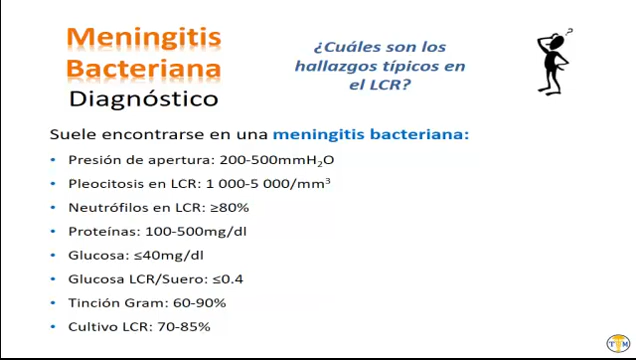 Meningitis
Bacteriana
Diagnóstico
¿Cuáles son los
hallazgos típicos en
el LCR?
?
Suele encontrarse en una meningitis bacteriana:
• Presión de apertura: 200-500mmH₂O
• Pleocitosis en LCR: 1 000-5 000/mm³
• Neutrófilos en LCR: ≥80%
• Proteínas: 100-500mg/dl
• Glucosa: ≤40mg/dl
• Glucosa LCR/Suero: ≤0.4
• Tinción Gram: 60-90%
• Cultivo LCR: 70-85%
TM